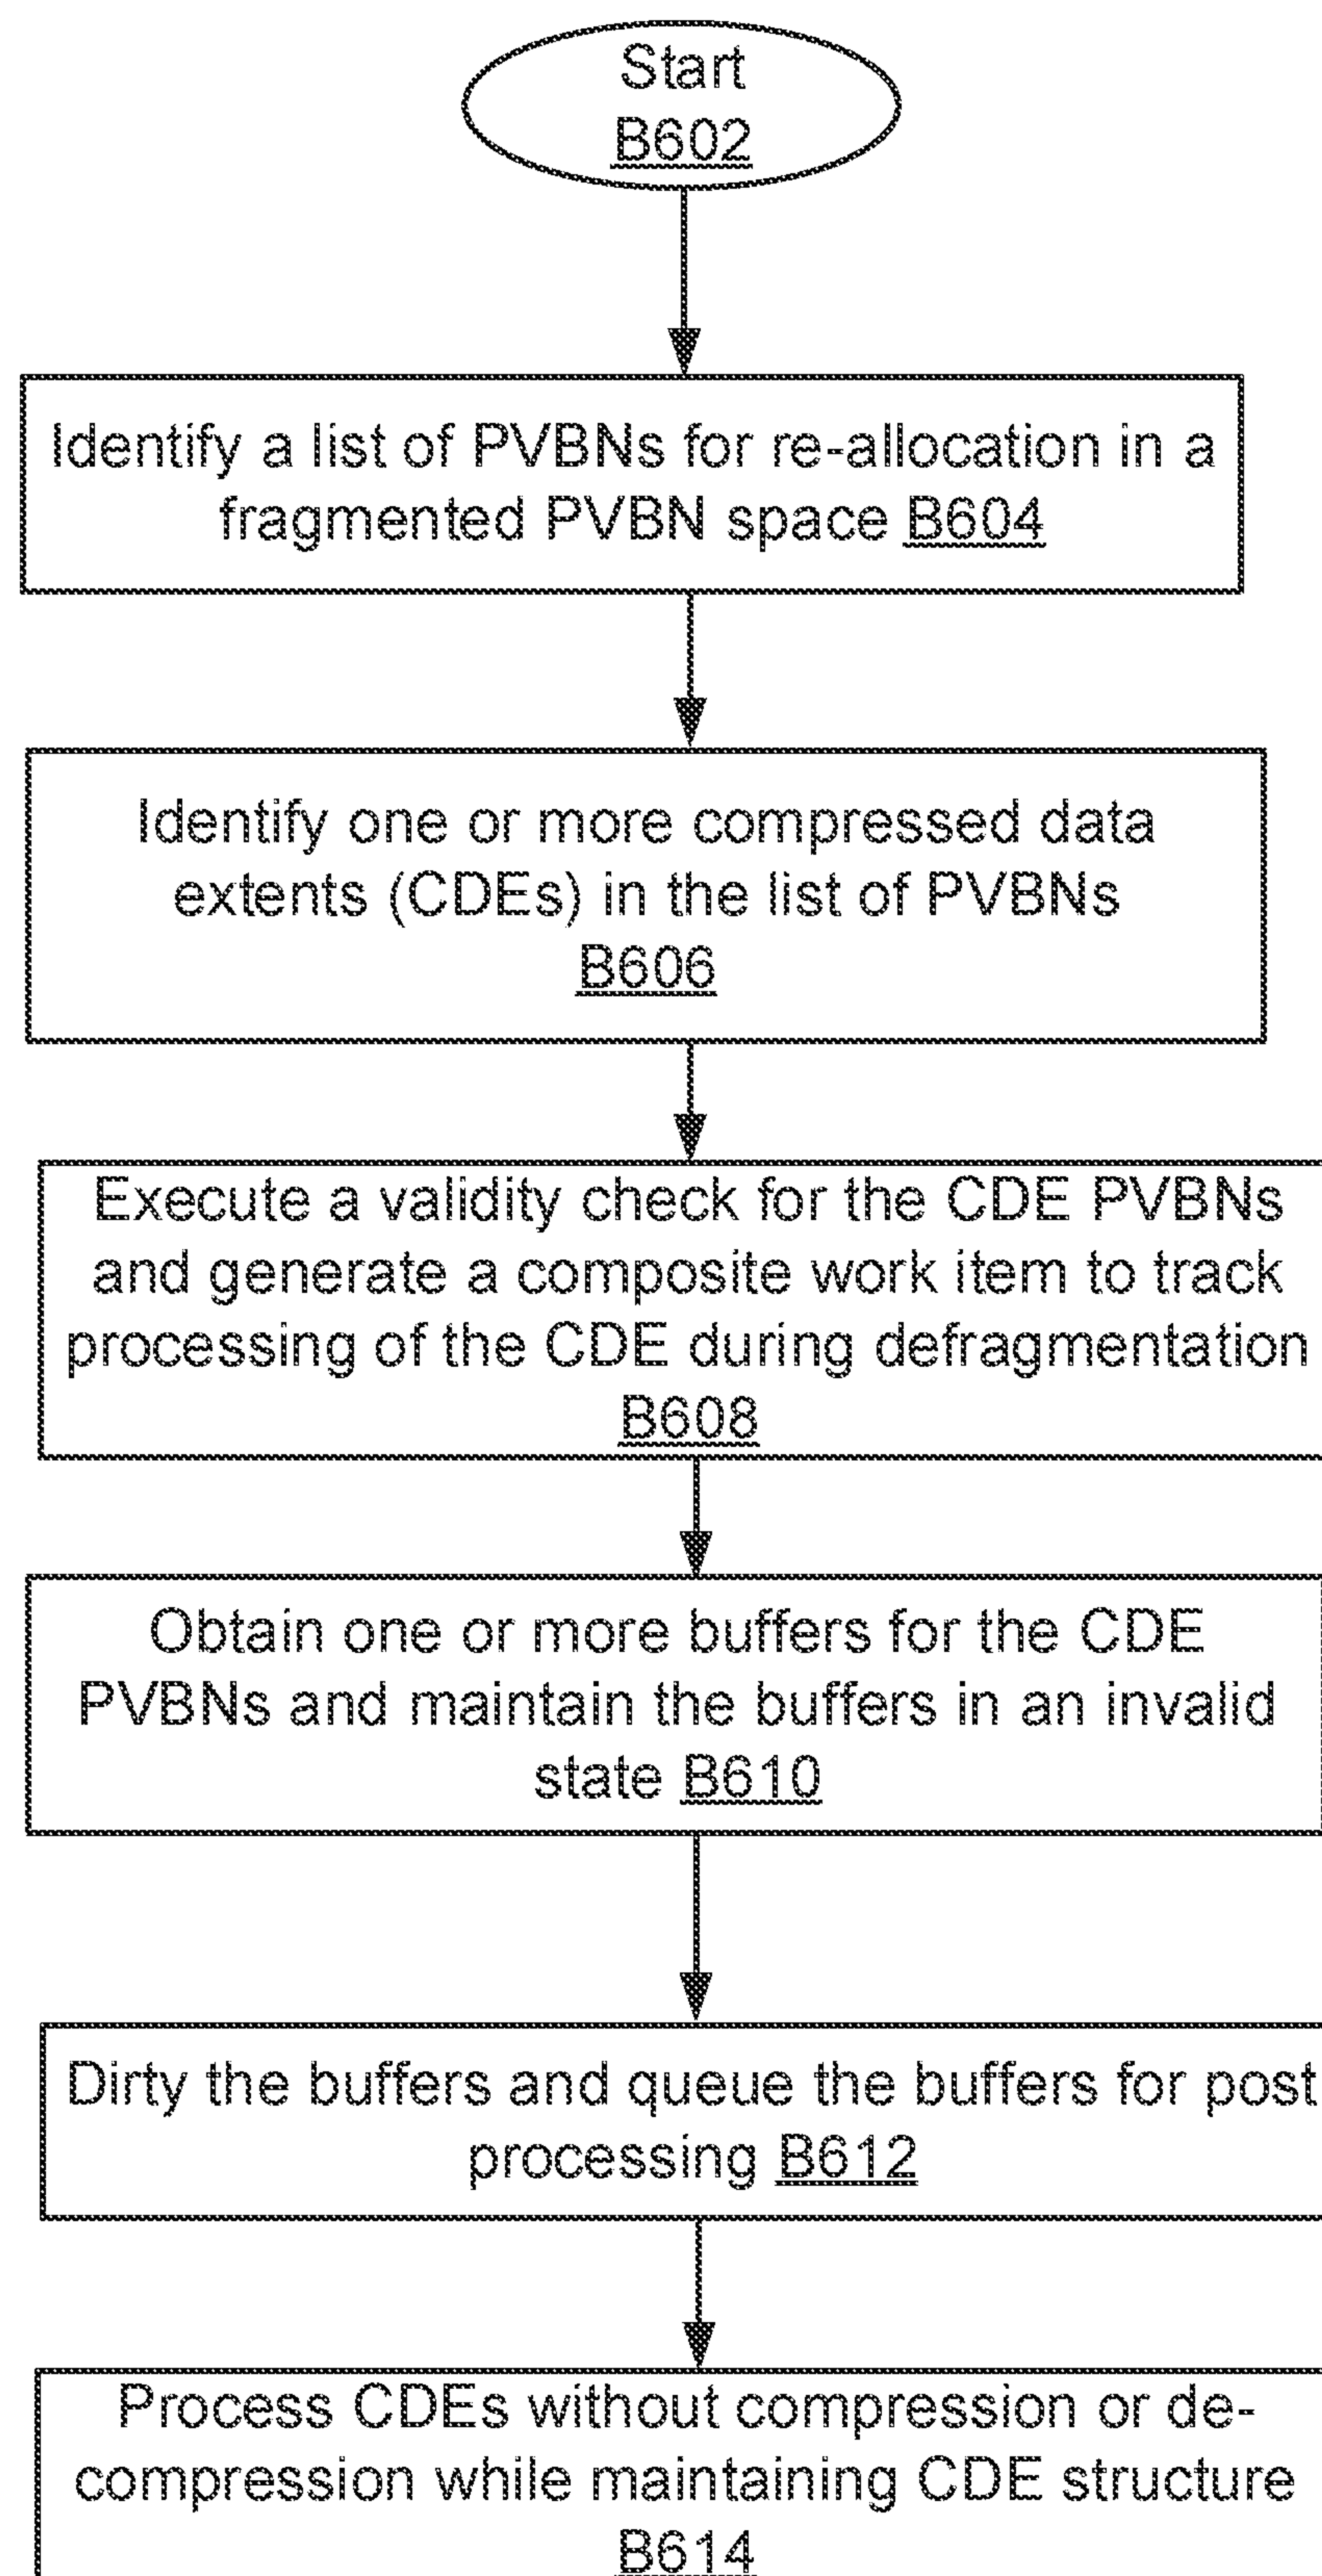 Start
B602
Identify a list of PVBNs for re-allocation in a
fragmented PVBN space B604
Identify one or more compressed data
extents (CDEs) in the list of PVBNs
B606
Execute a validity check for the CDE PVBNs
and generate a composite work item to track
processing of the CDE during defragmentation
B608
Obtain one or more buffers for the CDE
PVBNs and maintain the buffers in an invalid
state B610
Dirty the buffers and queue the buffers for post
processing B612
Process CDEs without compression or de-
compression while maintaining CDE structure
B614